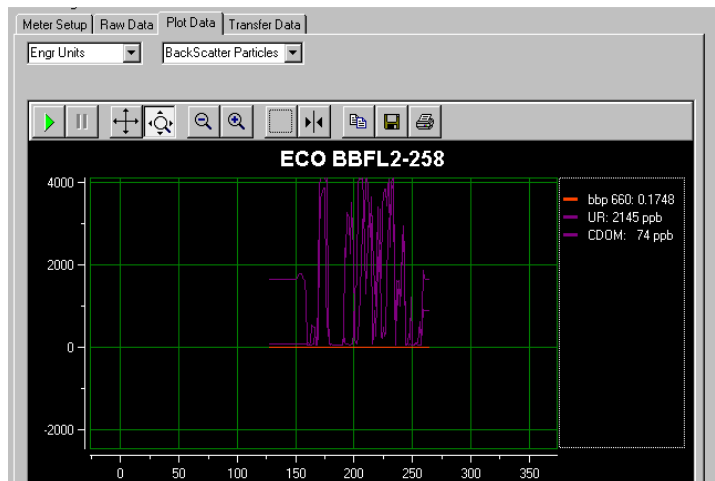 Meter Setup Raw Data Plot Data Transfer Data
Engr Units BackScatter Particles
ECO BBFL2-258
4000
2000
0
-2000
bbp 660: 0.1748
UR: 2145 ppb
CDOM: 74 ppb
0 50 100 150 200 250 300 350